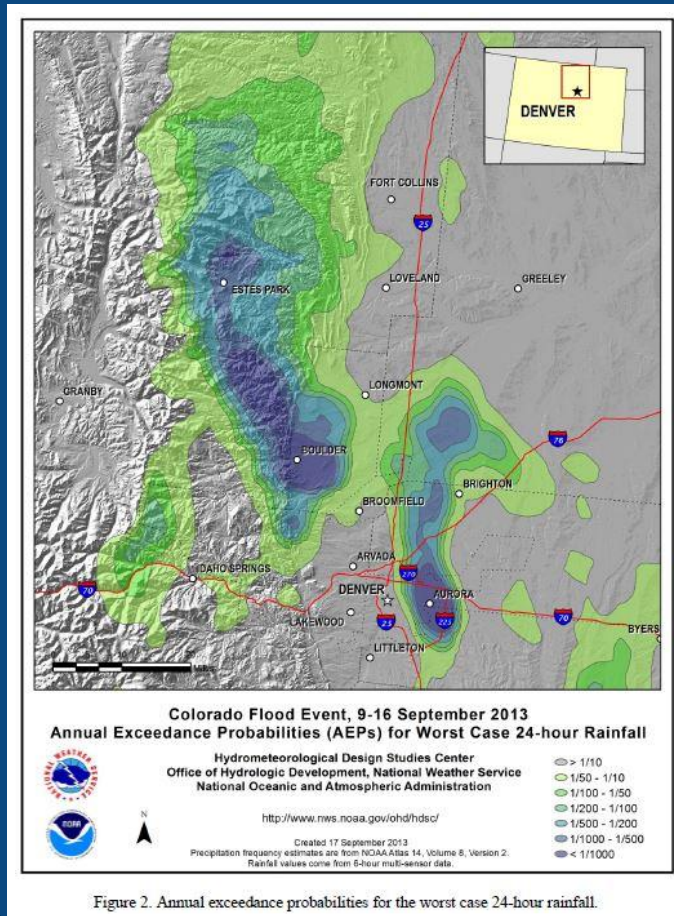 DENVER
FORT COLLINS
25
ESTES PARK
LOVELAND
GREELEY
LONGMONT
GRANBY
76
BOULDER
BRIGHTON
BROOMFIELD
ARVADA
IDAHO SPRINGS
270
70
DENVER
AURORA
LAKEWOOD
25
225
70
BYERS
LITTLETON
Colorado Flood Event, 9-16 September 2013
Annual Exceedance Probabilities (AEPs) for Worst Case 24-hour Rainfall
Hydrometeorological Design Studies Center
Office of Hydrologic Development, National Weather Service
National Oceanic and Atmospheric Administration
http://www.nws.noaa.gov/ohd/hdsc/
Created 17 September 2013
Precipitation frequency estimates are from NOAA Atlas 14, Volume 8, Version 2.
Rainfall values come from 6-hour multi-sensor data.
NATIONAL WEATHER SERVICE
NOAA
N
> 1/10
1/50 - 1/10
1/100 - 1/50
1/200 - 1/100
1/500 - 1/200
1/1000 - 1/500
< 1/1000
Figure 2. Annual exceedance probabilities for the worst case 24-hour rainfall.